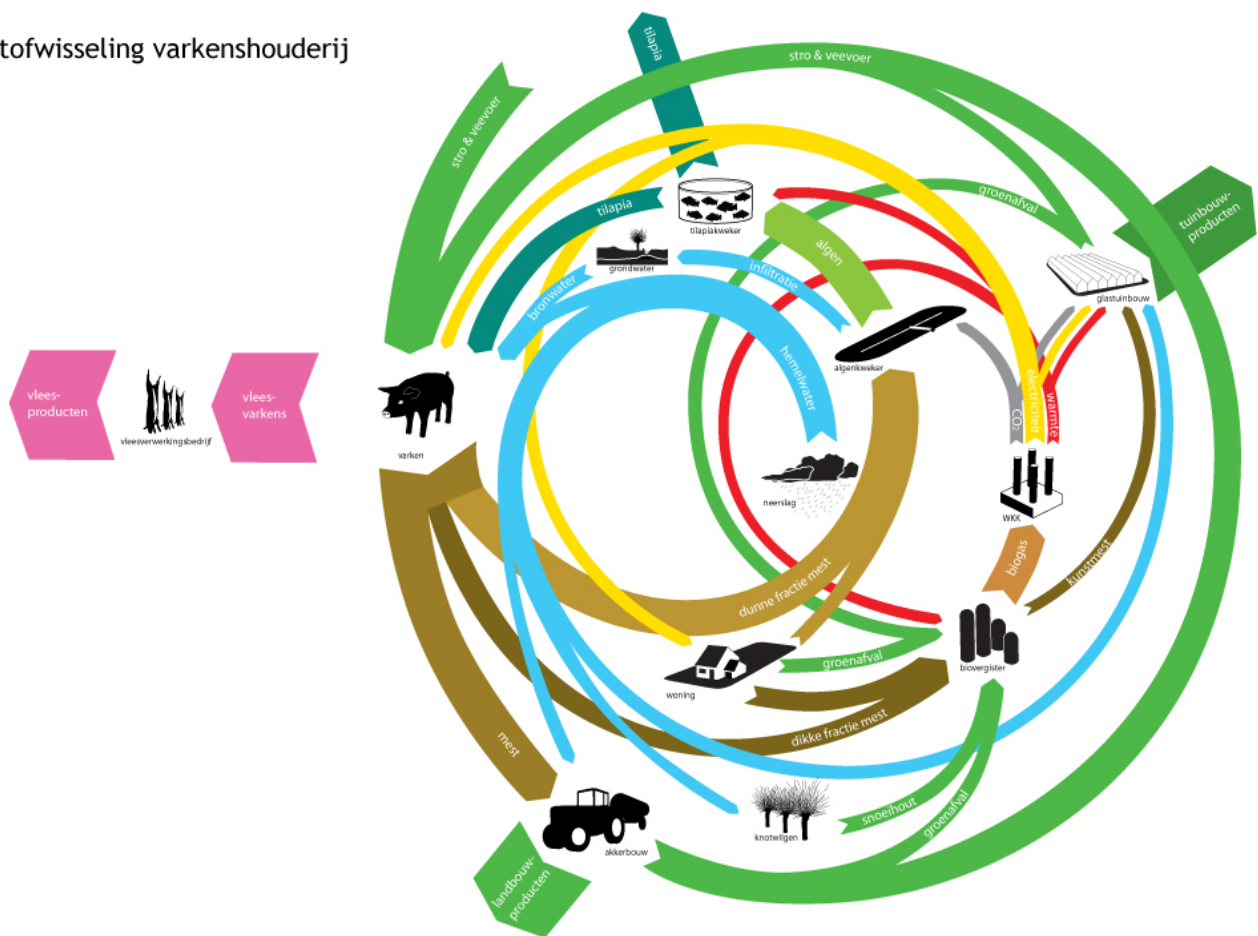 tofwisseling varkenshouderij
tilapia
stro & veevoer
stro & veevoer
groenafval
tuinbouw-
producten
tilapia
tilapiakweker
algen
grondwater
infiltratie
bronwater
glastuinbouw
algenkweker
hemelwater
vlees-
producten
vleesverwerkingsbedrijf
vlees-
varkens
varken
CO₂
electriciteit
warmte
neerslag
WKK
biogas
kunstmest
dunne fractie mest
groenafval
biovergister
woning
dikke fractie mest
mest
snoeihout
groenafval
knotwilgen
akkerbouw
landbouw-
producten